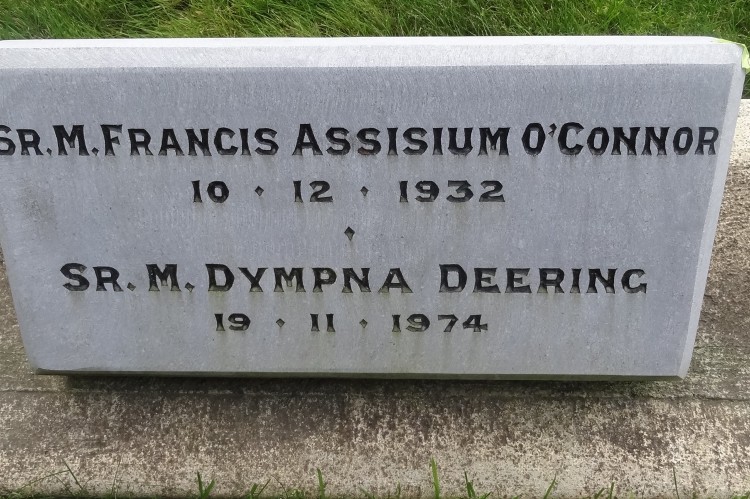 SR. M. FRANCIS ASSISIUM O'CONNOR
10 · 12 · 1932
SR. M. DYMPNA DEERING
19 · 11 · 1974